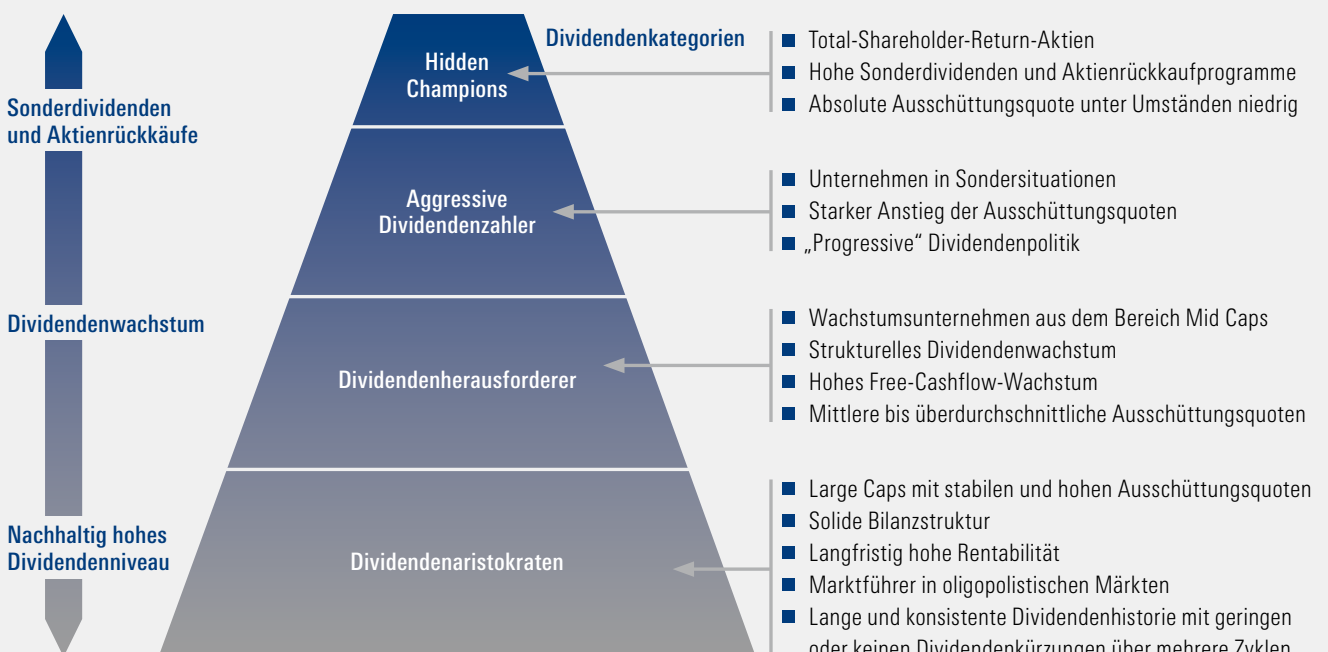 Sonderdividenden
und Aktienrückkäufe
Dividendenwachstum
Nachhaltig hohes
Dividendenniveau
Dividendenkategorien
Hidden
Champions
Total-Shareholder-Return-Aktien
Hohe Sonderdividenden und Aktienrückkaufprogramme
Absolute Ausschüttungsquote unter Umständen niedrig
Aggressive
Dividendenzahler
Unternehmen in Sondersituationen
Starker Anstieg der Ausschüttungsquoten
„Progressive“ Dividendenpolitik
Dividendenherausforderer
Wachstumsunternehmen aus dem Bereich Mid Caps
Strukturelles Dividendenwachstum
Hohes Free-Cashflow-Wachstum
Mittlere bis überdurchschnittliche Ausschüttungsquoten
Dividendenaristokraten
Large Caps mit stabilen und hohen Ausschüttungsquoten
Solide Bilanzstruktur
Langfristig hohe Rentabilität
Marktführer in oligopolistischen Märkten
Lange und konsistente Dividendenhistorie mit geringen
oder keinen Dividendenkürzungen über mehrere Zyklen